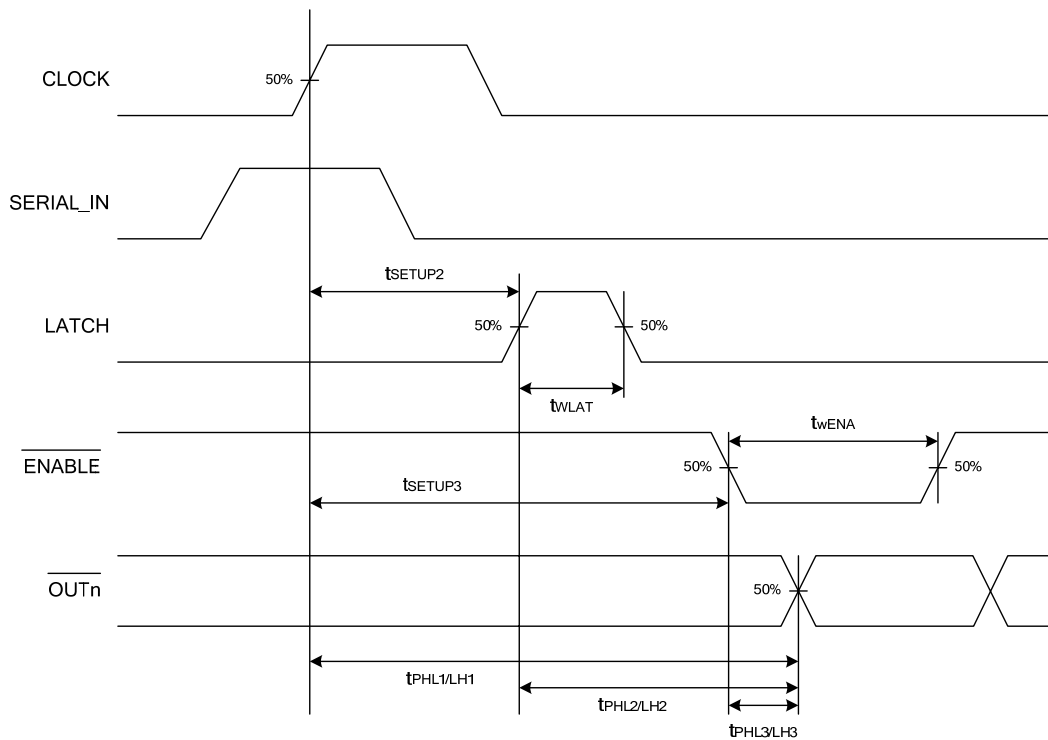 CLOCK
50%
SERIAL_IN
tSETUP2
LATCH
50%
50%
tWLAT
ENABLE
50%
twENA
50%
tSETUP3
OUTn
50%
tPHL1/LH1
tPHL2/LH2
tPHL3/LH3